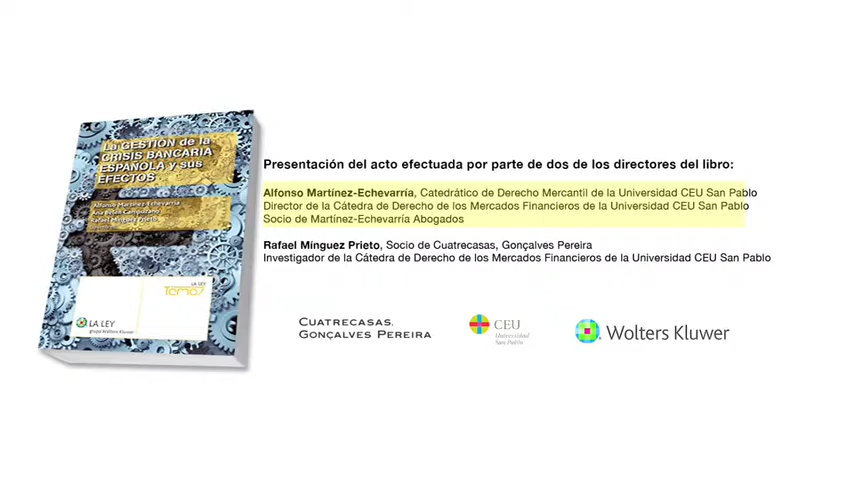 La GESTIÓN de la
CRISIS BANCARIA
ESPAÑOLA y sus
EFECTOS
Alfonso Martínez-Echevarría
Ana Belén Campuzano
Rafael Mínguez Prieto
LA LEY
Temas
LA LEY
grupo Wolters Kluwer
Presentación del acto efectuada por parte de dos de los directores del libro:
Alfonso Martínez-Echevarría, Catedrático de Derecho Mercantil de la Universidad CEU San Pablo
Director de la Cátedra de Derecho de los Mercados Financieros de la Universidad CEU San Pablo
Socio de Martínez-Echevarría Abogados
Rafael Mínguez Prieto, Socio de Cuatrecasas, Gonçalves Pereira
Investigador de la Cátedra de Derecho de los Mercados Financieros de la Universidad CEU San Pablo
CUATRECASAS,
GONÇALVES PEREIRA
CEU
Universidad
San Pablo
Wolters Kluwer